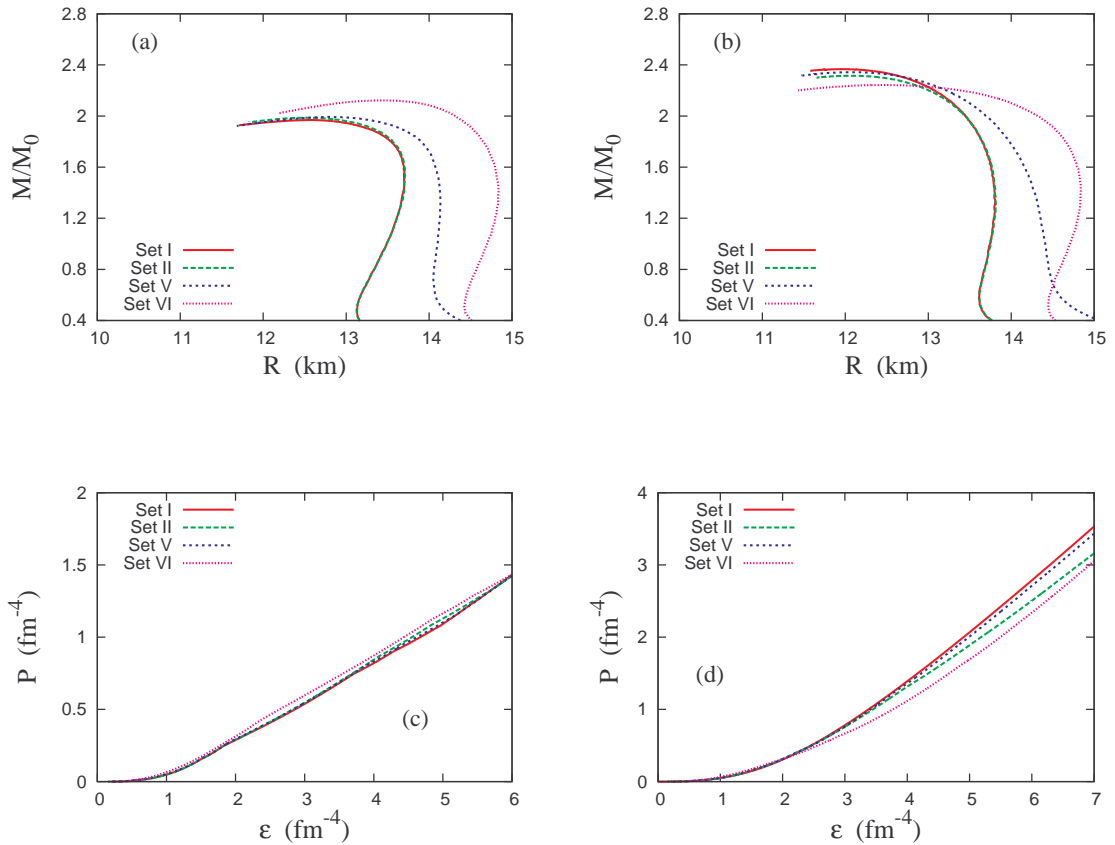 2.8
2.4
2
1.6
1.2
0.8
0.4
M/M0
(a)
Set I
Set II
Set V
Set VI
10 11 12 13 14 15
R (km)
2.8
2.4
2
1.6
1.2
0.8
0.4
M/M0
(b)
Set I
Set II
Set V
Set VI
10 11 12 13 14 15
R (km)
2
1.5
1
0.5
0
P (fm-4)
Set I
Set II
Set V
Set VI
(c)
0 1 2 3 4 5 6
ε (fm-4)
4
3
2
1
0
P (fm-4)
Set I
Set II
Set V
Set VI
(d)
0 1 2 3 4 5 6 7
ε (fm-4)